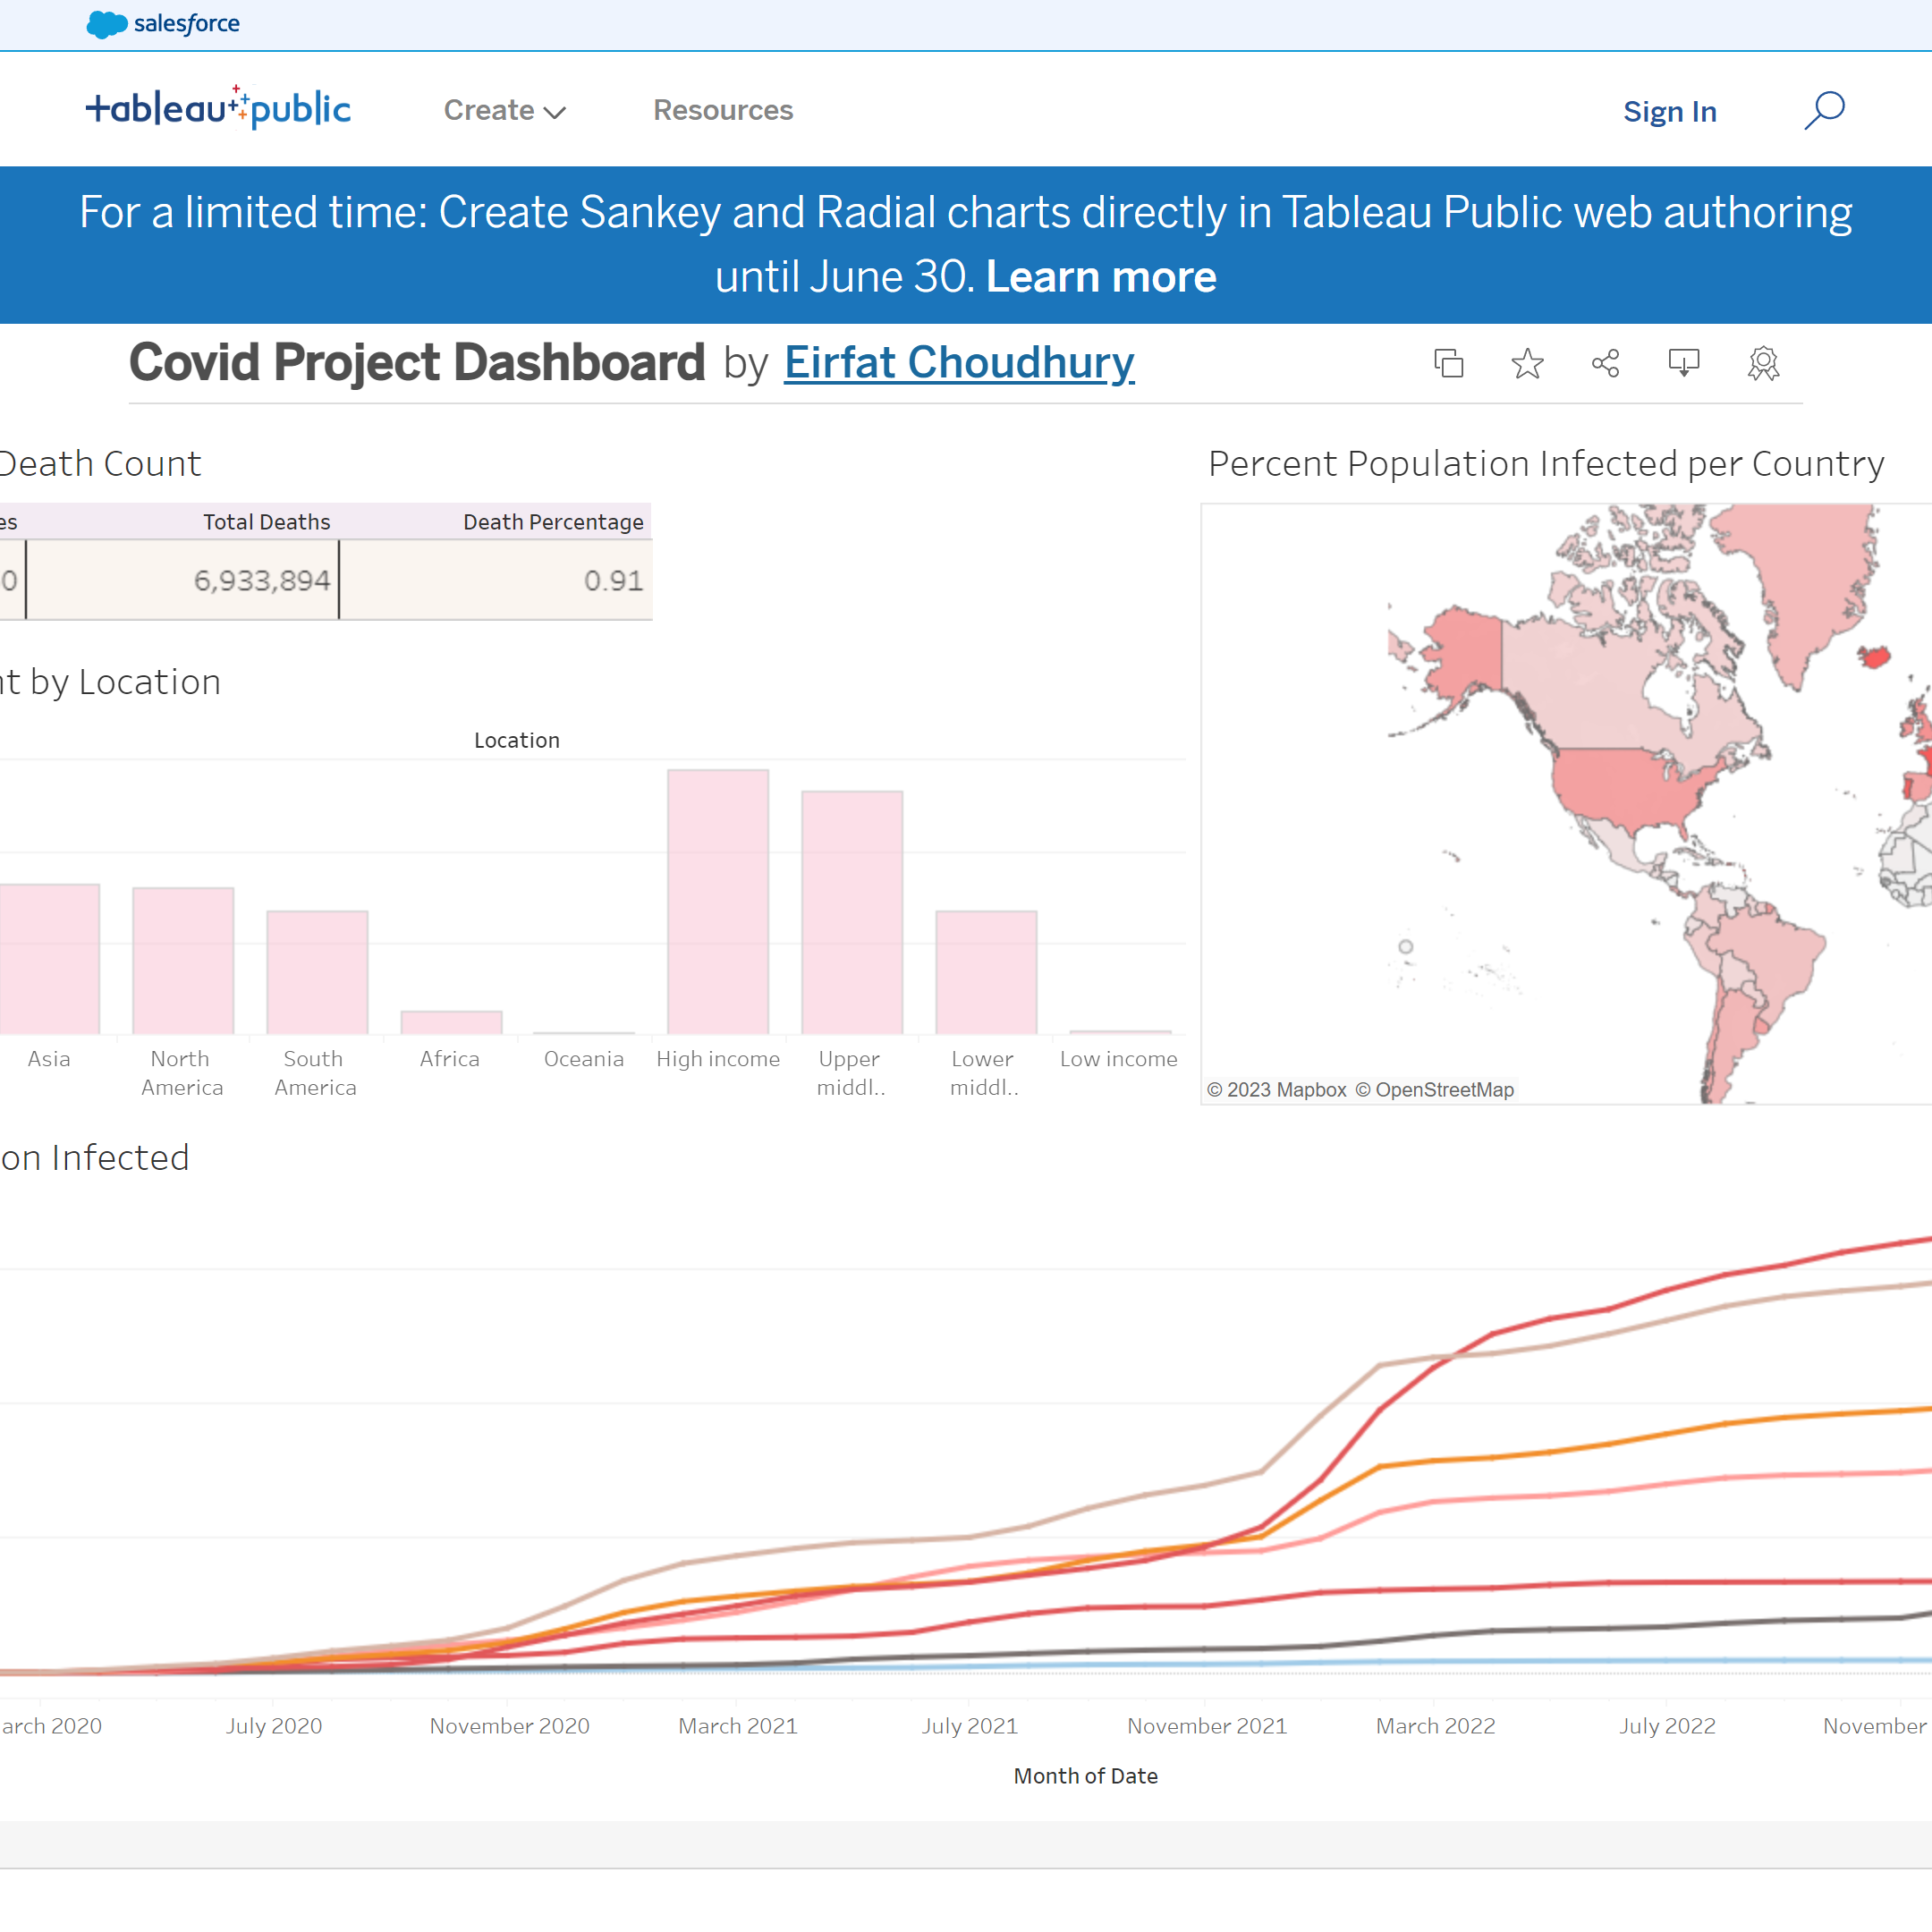 salesforce
tableau public
Create
Resources
Sign In
For a limited time: Create Sankey and Radial charts directly in Tableau Public web authoring
until June 30. Learn more
Covid Project Dashboard by Eirfat Choudhury
Death Count
Percent Population Infected per Country
es
Total Deaths
Death Percentage
0
6,933,894
0.91
nt by Location
Location
Asia
North
America
South
America
Africa
Oceania
High income
Upper
middl..
Lower
middl..
Low income
© 2023 Mapbox © OpenStreetMap
on Infected
arch 2020
July 2020
November 2020
March 2021
July 2021
November 2021
March 2022
July 2022
November
Month of Date